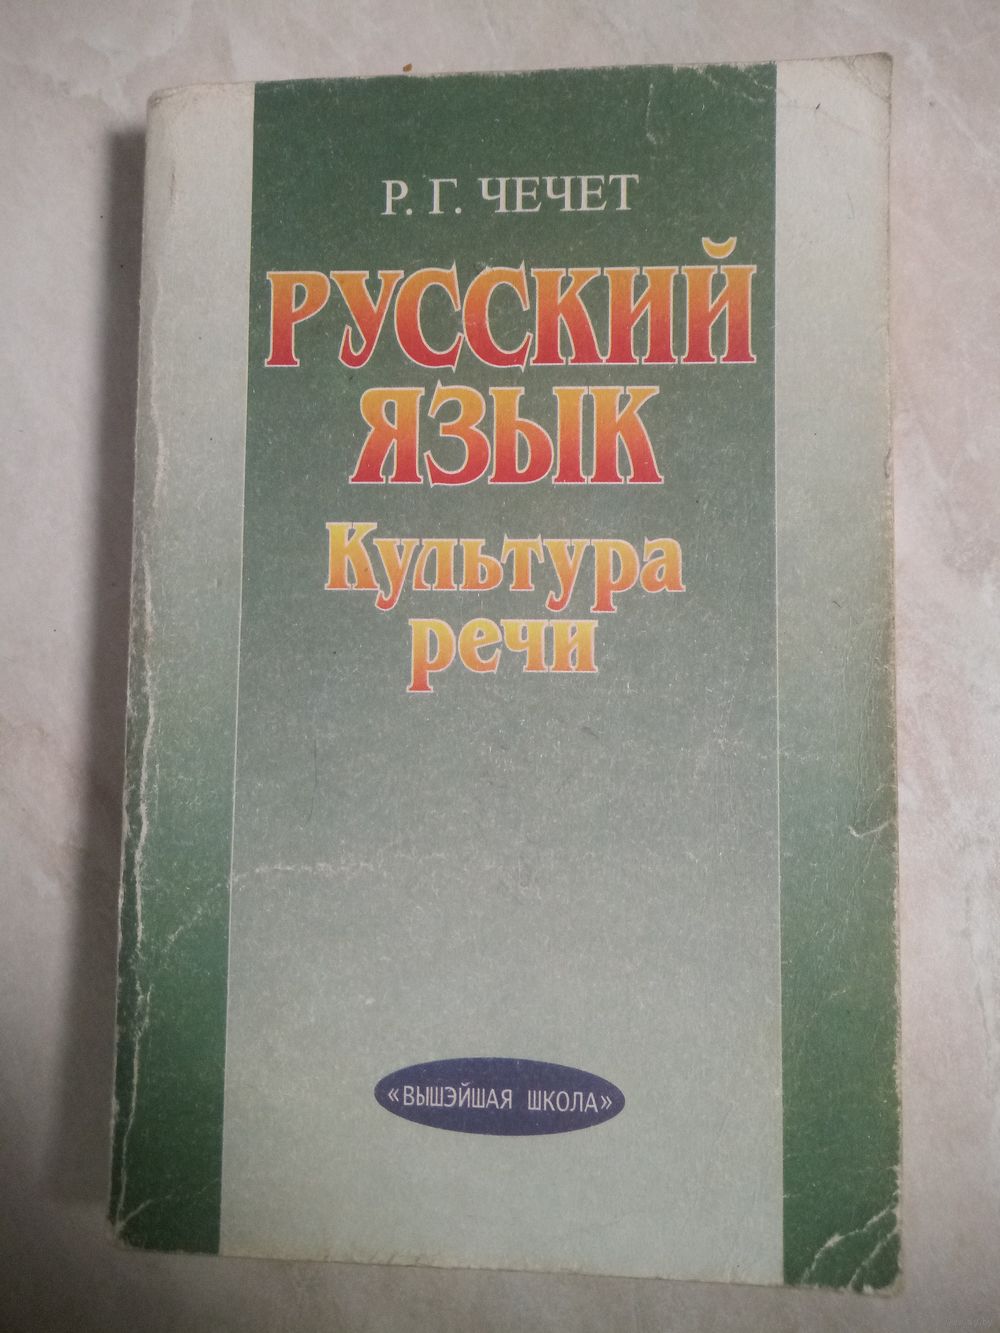 Р. Г. ЧЕЧЕТ
РУССКИЙ
ЯЗЫК
Культура
речи
«ВЫШЭЙШАЯ ШКОЛА»